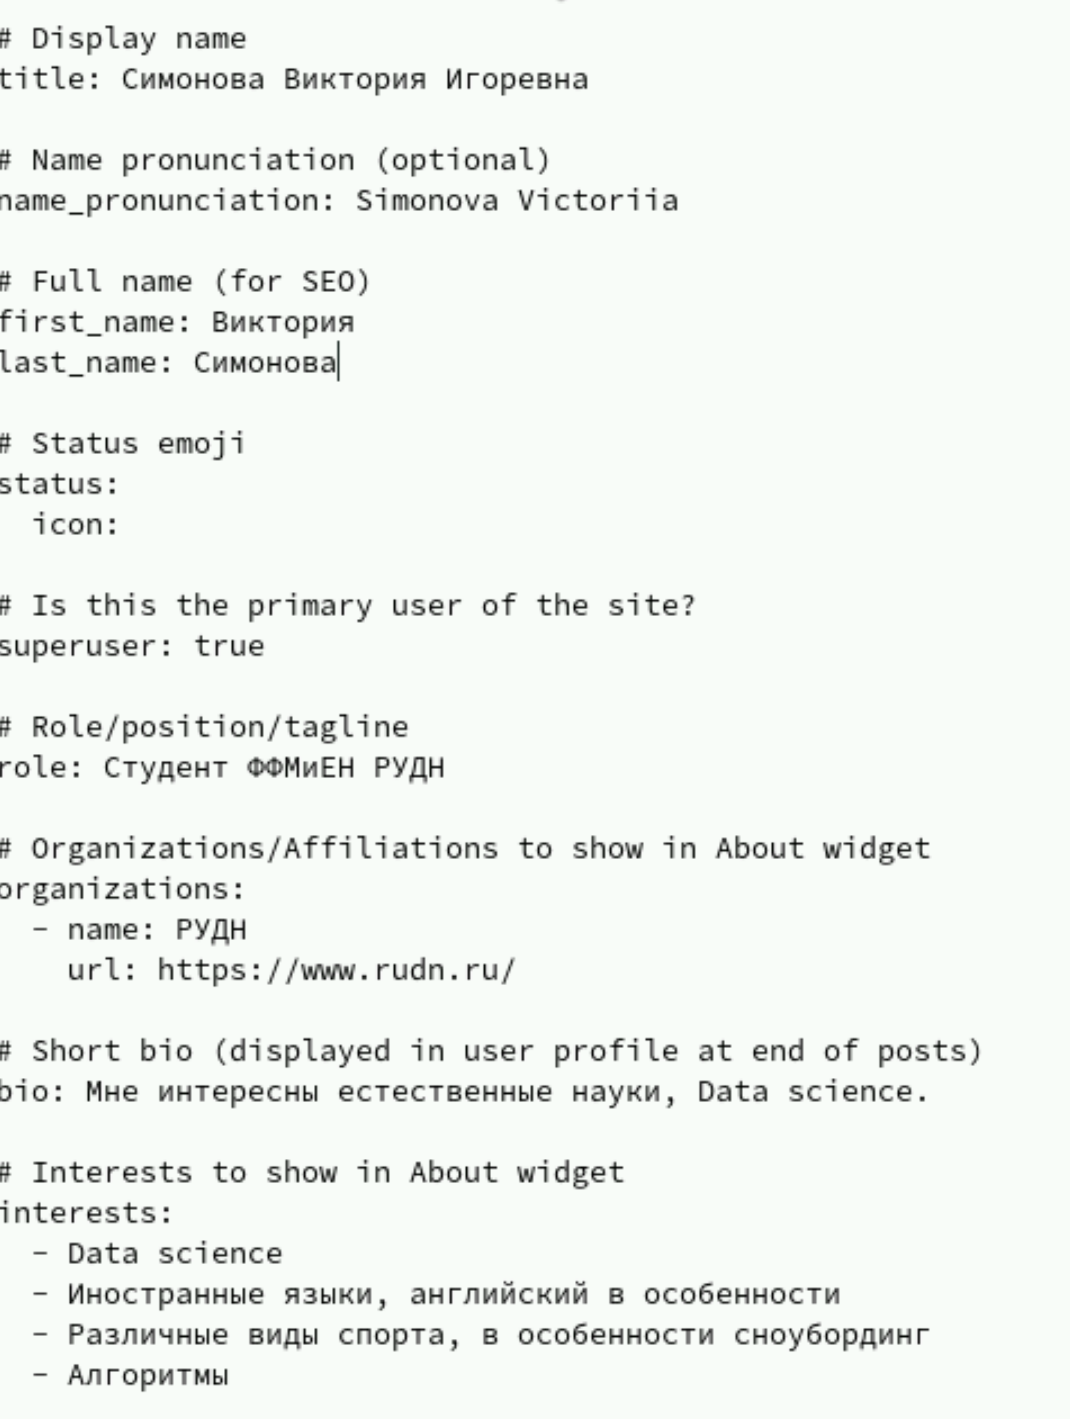 # Display name
title: Симонова Виктория Игоревна
# Name pronunciation (optional)
name_pronunciation: Simonova Victoriia
# Full name (for SEO)
first_name: Виктория
last_name: Симонова
# Status emoji
status:
  icon:
# Is this the primary user of the site?
superuser: true
# Role/position/tagline
role: Студент ФФМиЕН РУДН
# Organizations/Affiliations to show in About widget
organizations:
  - name: РУДН
    url: https://www.rudn.ru/
# Short bio (displayed in user profile at end of posts)
bio: Мне интересны естественные науки, Data science.
# Interests to show in About widget
interests:
  - Data science
  - Иностранные языки, английский в особенности
  - Различные виды спорта, в особенности сноубординг
  - Алгоритмы